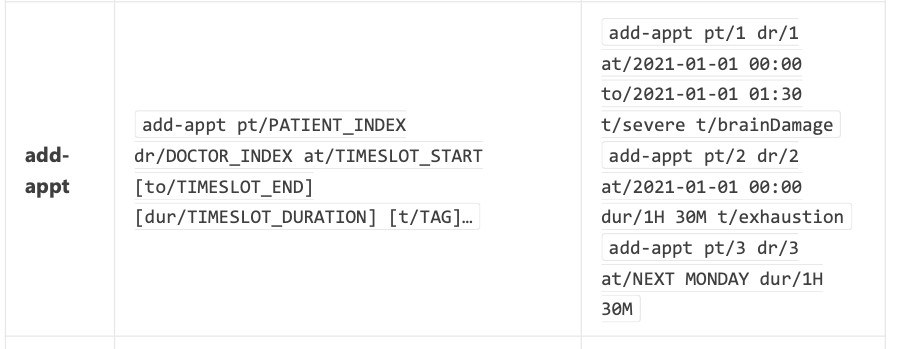 add-
appt
add-appt pt/PATIENT_INDEX
dr/DOCTOR_INDEX at/TIMESLOT_START
[to/TIMESLOT_END]
[dur/TIMESLOT_DURATION] [t/TAG]…
add-appt pt/1 dr/1
at/2021-01-01 00:00
to/2021-01-01 01:30
t/severe t/brainDamage
add-appt pt/2 dr/2
at/2021-01-01 00:00
dur/1H 30M t/exhaustion
add-appt pt/3 dr/3
at/NEXT MONDAY dur/1H
30M